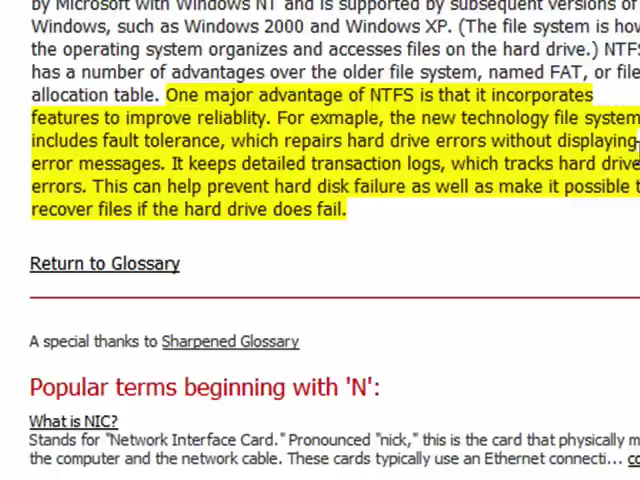 by Microsoft with Windows NT and is supported by subsequent versions of
Windows, such as Windows 2000 and Windows XP. (The file system is how
the operating system organizes and accesses files on the hard drive.) NTFS
has a number of advantages over the older file system, named FAT, or file
allocation table. One major advantage of NTFS is that it incorporates
features to improve reliablity. For exmaple, the new technology file system
includes fault tolerance, which repairs hard drive errors without displaying
error messages. It keeps detailed transaction logs, which tracks hard drive
errors. This can help prevent hard disk failure as well as make it possible t
recover files if the hard drive does fail.
Return to Glossary
A special thanks to Sharpened Glossary
Popular terms beginning with 'N':
What is NIC?
Stands for "Network Interface Card." Pronounced "nick," this is the card that physically m
the computer and the network cable. These cards typically use an Ethernet connecti... co